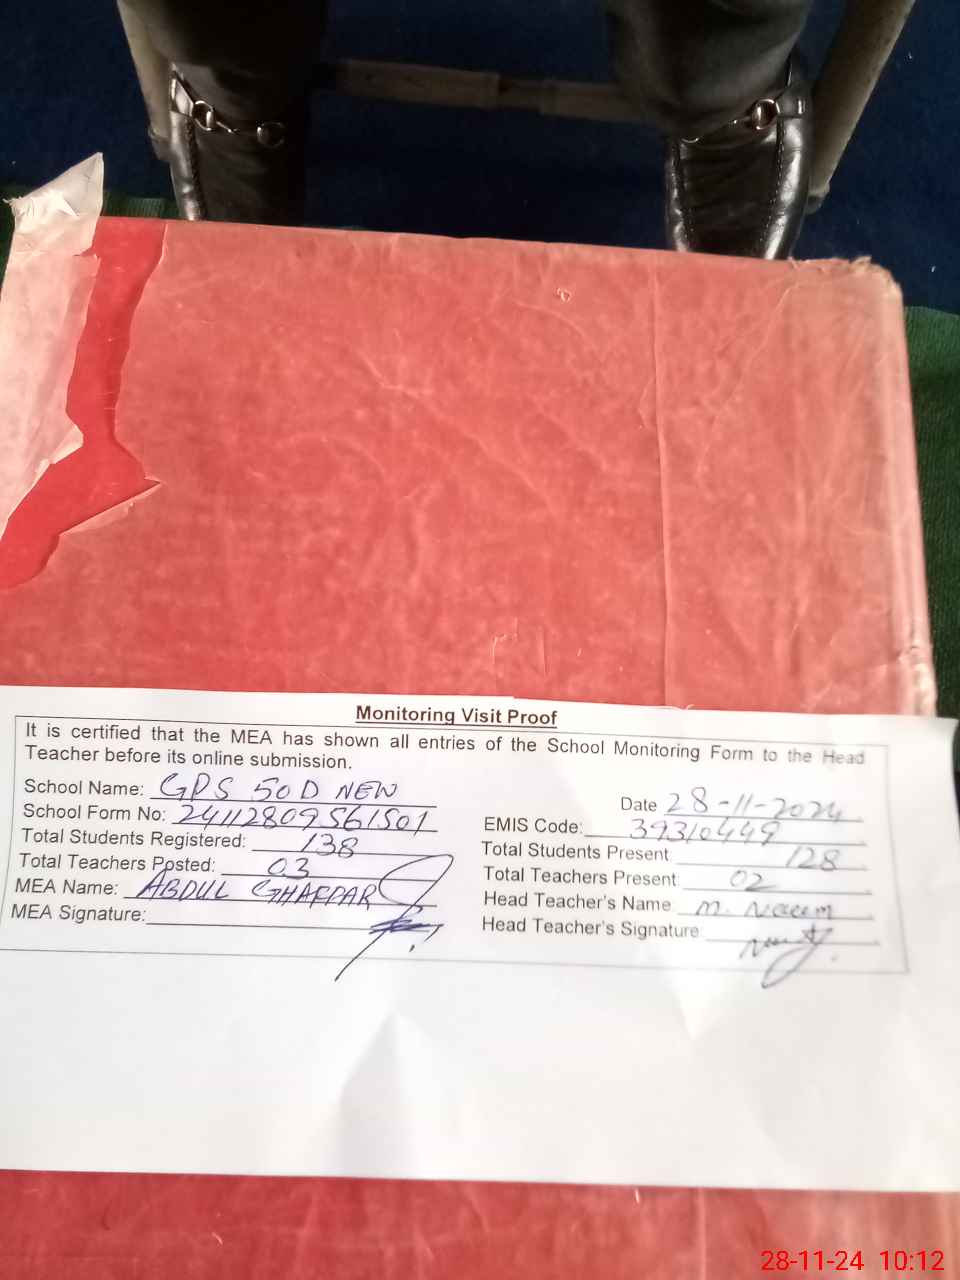 Monitoring Visit Proof
It is certified that the MEA has shown all entries of the School Monitoring Form to the Head
Teacher before its online submission.
School Name: GPS 50 D NEW
Date 28-11-2024
School Form No: 24112809561501
EMIS Code: 39310449
Total Students Registered: 138
Total Students Present 128
Total Teachers Posted: 03
Total Teachers Present 02
MEA Name: ABDUL GHAFFAR
Head Teacher's Name M. Naeem
MEA Signature:
Head Teacher's Signature
28-11-24 10:12